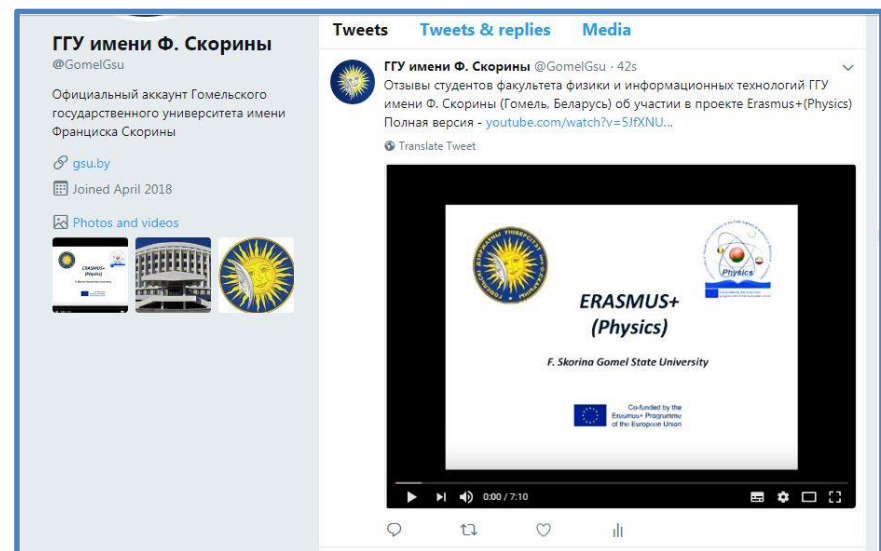 ГГУ имени Ф. Скорины
@GomelGsu
Официальный аккаунт Гомельского
государственного университета имени
Франциска Скорины
gsu.by
Joined April 2018
Photos and videos
ERASMUS+
(Physics)
Tweets Tweets & replies Media
ГГУ имени Ф. Скорины @GomelGsu · 42s
Отзывы студентов факультета физики и информационных технологий ГГУ
имени Ф. Скорины (Гомель, Беларусь) об участии в проекте Erasmus+(Physics)
Полная версия - youtube.com/watch?v=5JfXNU...
Translate Tweet
Physics
ERASMUS+
(Physics)
F. Skorina Gomel State University
Co-funded by the
Erasmus+ Programme
of the European Union
0:00 / 7:10